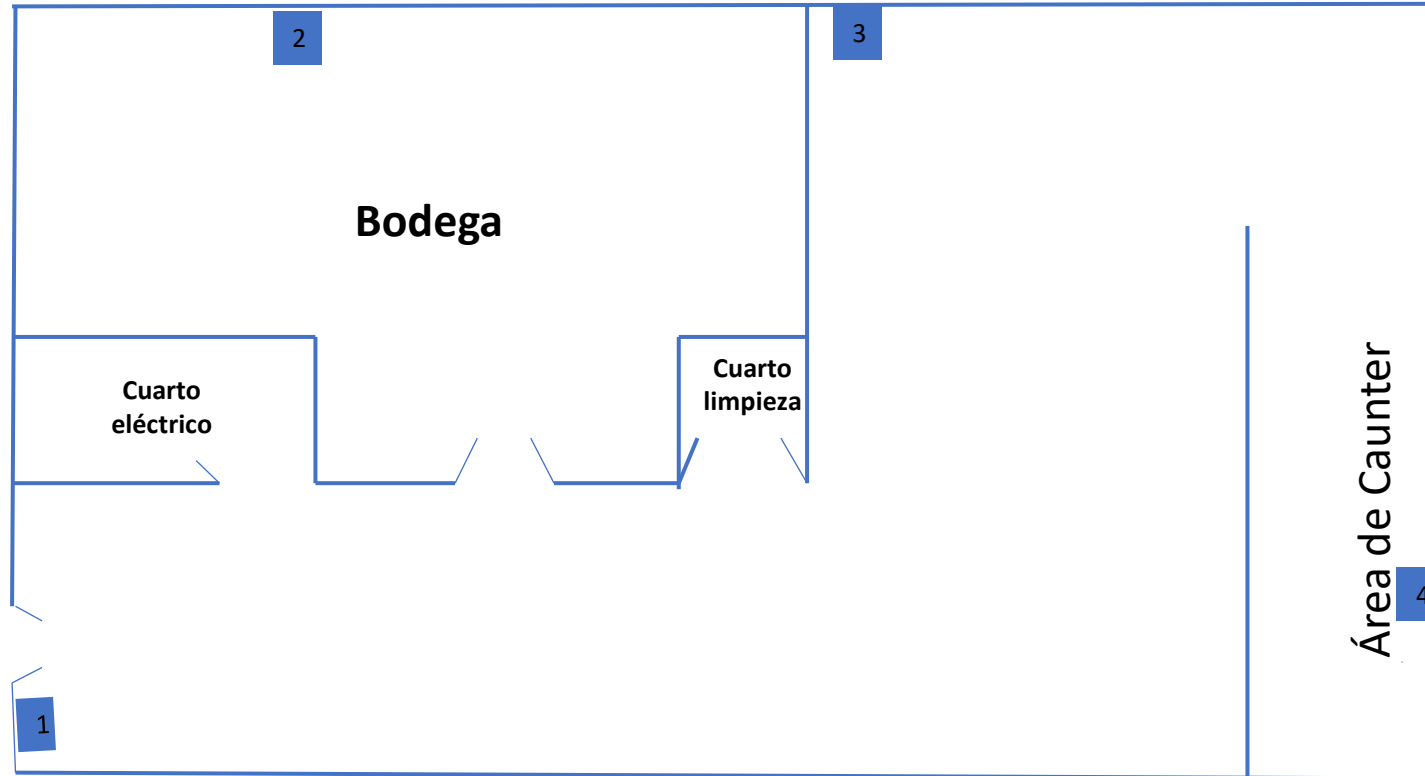 2
3
Bodega
Cuarto
eléctrico
Cuarto
limpieza
Área de Caunter
4
1